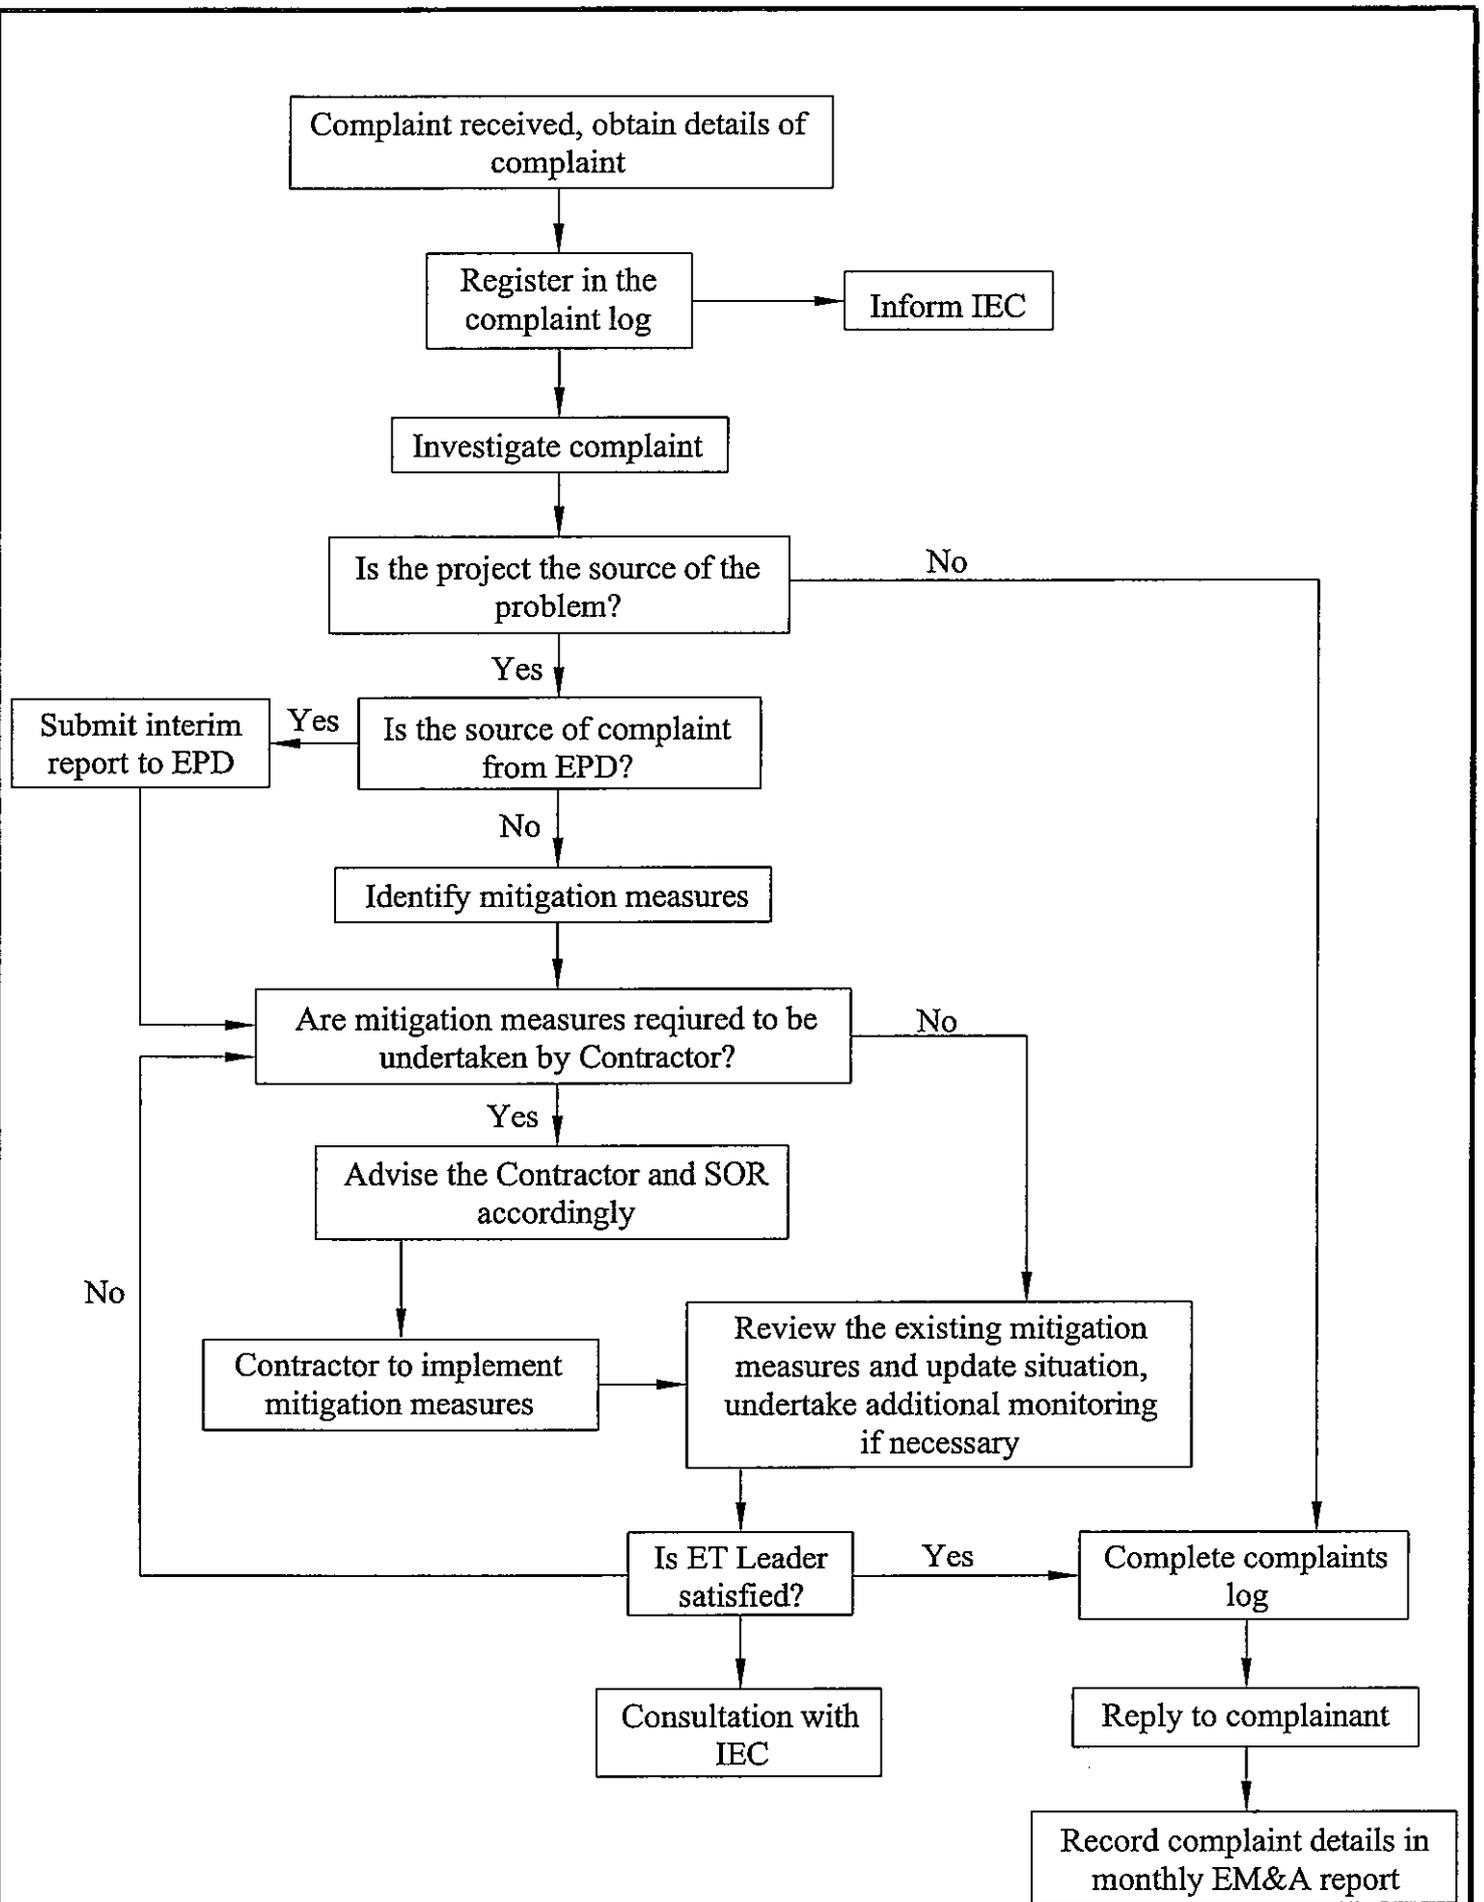 Complaint received, obtain details of
complaint
Register in the
complaint log
Inform IEC
Investigate complaint
Is the project the source of the
problem?
No
Yes
Submit interim
report to EPD
Yes
Is the source of complaint
from EPD?
No
Identify mitigation measures
Are mitigation measures reqiured to be
undertaken by Contractor?
No
Yes
Advise the Contractor and SOR
accordingly
No
Contractor to implement
mitigation measures
Review the existing mitigation
measures and update situation,
undertake additional monitoring
if necessary
Is ET Leader
satisfied?
Yes
Complete complaints
log
Consultation with
IEC
Reply to complainant
Record complaint details in
monthly EM&A report